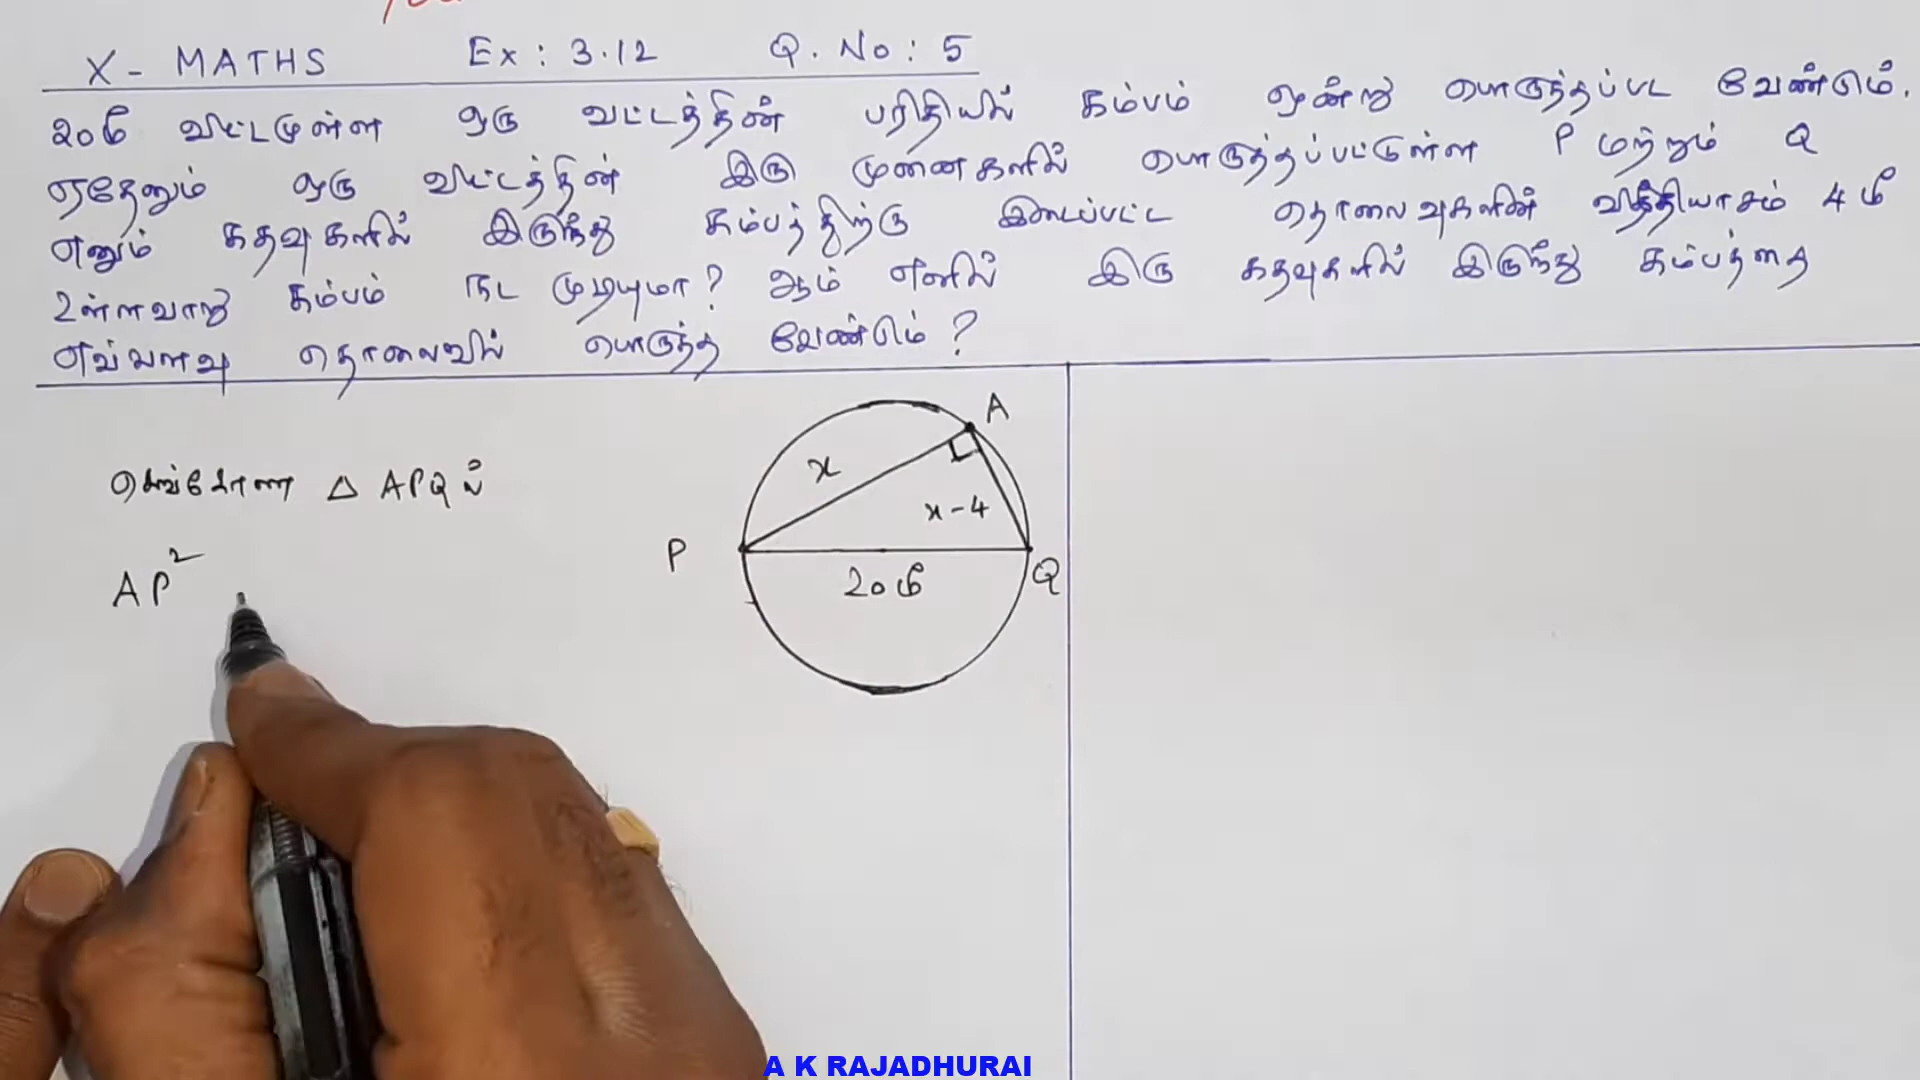 X - MATHS Ex : 3.12 Q. No : 5
20மீ விட்டமுள்ள ஒரு வட்டத்தின் பரிதியில் கம்பம் ஒன்று பொருத்தப்பட வேண்டும்.
ஏதேனும் ஒரு விட்டத்தின் இரு முனைகளில் பொருத்தப்பட்டுள்ள P மற்றும் Q
எனும் கதவுகளில் இருந்து கம்பத்திற்கு இடைப்பட்ட தொலைவுகளின் வித்தியாசம் 4 மீ
உள்ளவாறு கம்பம் நட முடியுமா? ஆம் எனில் இரு கதவுகளில் இருந்து கம்பத்தை
எவ்வளவு தொலைவில் பொருத்த வேண்டும்?
செங்கோண △ APQ ல்
AP²
A
x
x - 4
P
Q
20மீ
A K RAJADHURAI